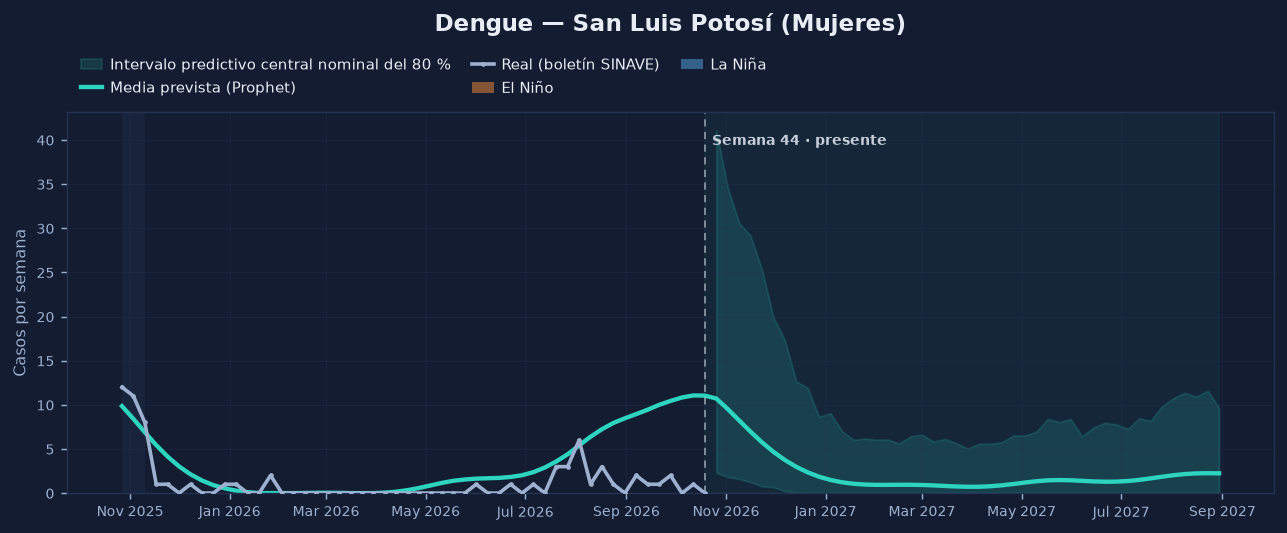 Dengue — San Luis Potosí (Mujeres)
Intervalo predictivo central nominal del 80 %
Real (boletín SINAVE)
La Niña
Media prevista (Prophet)
El Niño
Semana 44 · presente
Casos por semana
40
35
30
25
20
15
10
5
0
Nov 2025
Jan 2026
Mar 2026
May 2026
Jul 2026
Sep 2026
Nov 2026
Jan 2027
Mar 2027
May 2027
Jul 2027
Sep 2027